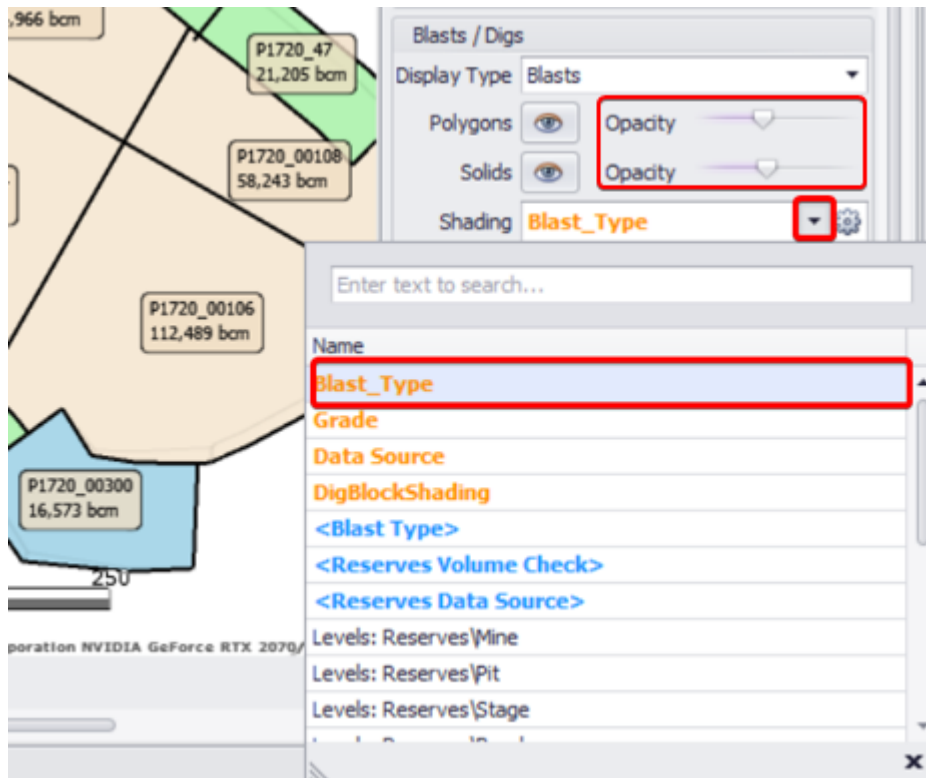 ,966 bcm
P1720_47
21,205 bcm
P1720_00108
58,243 bcm
P1720_00106
112,489 bcm
P1720_00300
16,573 bcm
250
poration NVIDIA GeForce RTX 2070/
Blasts / Digs
Display Type Blasts
Polygons Opacity
Solids Opacity
Shading Blast_Type
Enter text to search...
Name
Blast_Type
Grade
Data Source
DigBlockShading
<Blast Type>
<Reserves Volume Check>
<Reserves Data Source>
Levels: Reserves\Mine
Levels: Reserves\Pit
Levels: Reserves\Stage